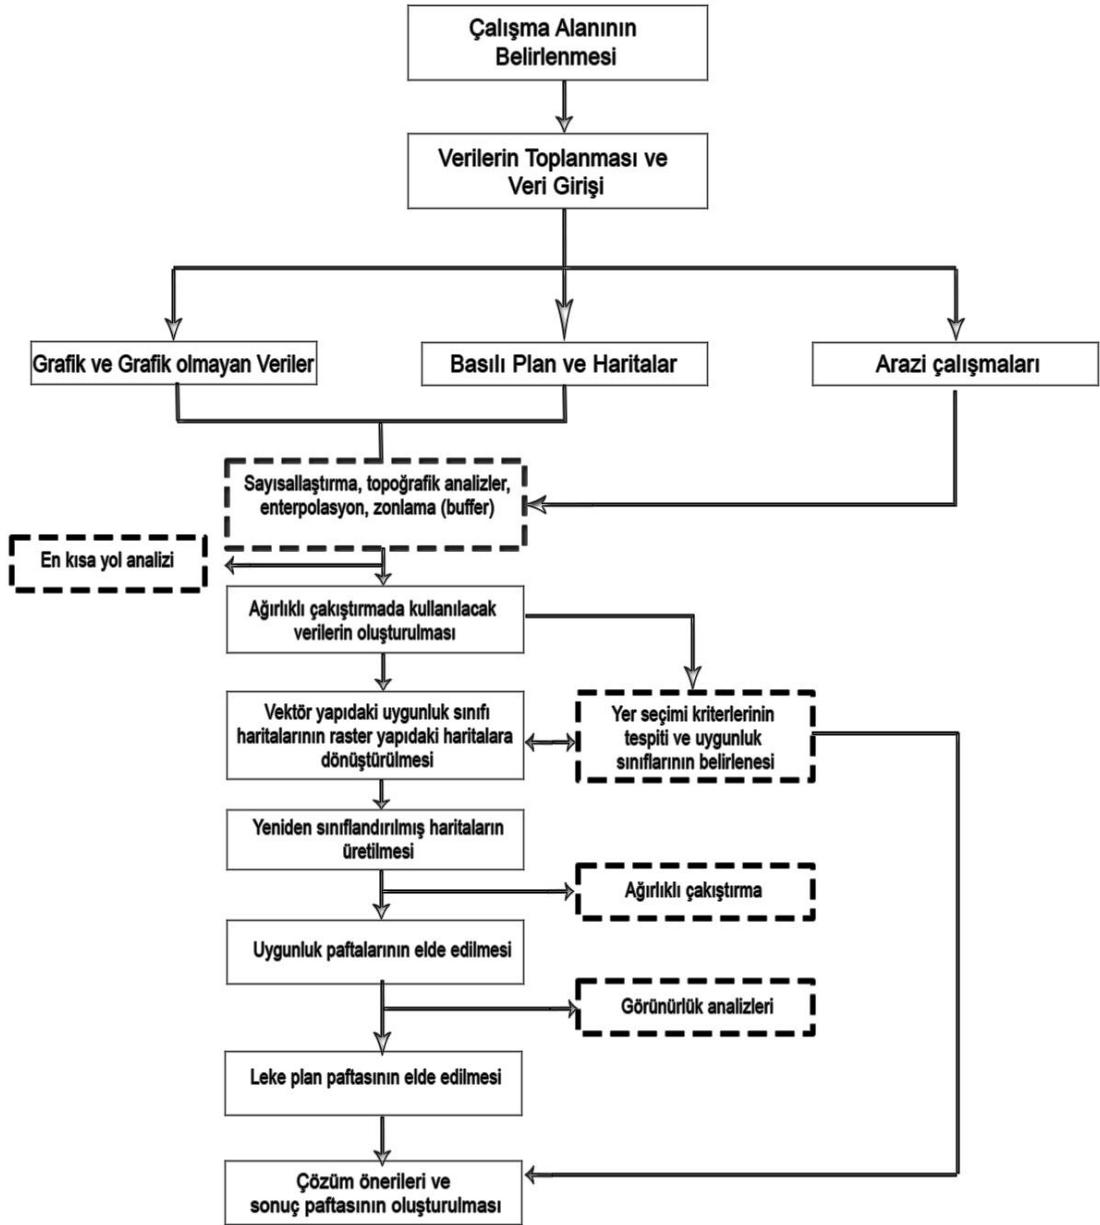 Çalışma Alanının
Belirlenmesi
Verilerin Toplanması ve
Veri Girişi
Grafik ve Grafik olmayan Veriler
Basılı Plan ve Haritalar
Arazi çalışmaları
Sayısallaştırma, topoğrafik analizler,
enterpolasyon, zonlama (buffer)
En kısa yol analizi
Ağırlıklı çakıştırmada kullanılacak
verilerin oluşturulması
Vektör yapıdaki uygunluk sınıfı
haritalarının raster yapıdaki haritalara
dönüştürülmesi
Yer seçimi kriterlerinin
tespiti ve uygunluk
sınıflarının belirlenesi
Yeniden sınıflandırılmış haritaların
üretilmesi
Ağırlıklı çakıştırma
Uygunluk paftalarının elde edilmesi
Görünürlük analizleri
Leke plan paftasının elde edilmesi
Çözüm önerileri ve
sonuç paftasının oluşturulması